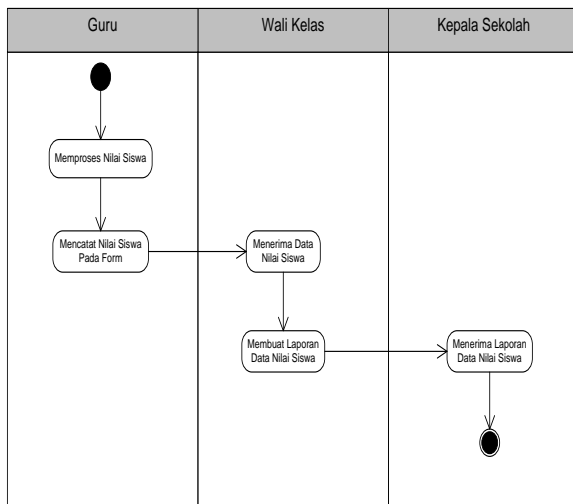 Guru
Wali Kelas
Kepala Sekolah
Memproses Nilai Siswa
Mencatat Nilai Siswa
Pada Form
Menerima Data
Nilai Siswa
Membuat Laporan
Data Nilai Siswa
Menerima Laporan
Data Nilai Siswa